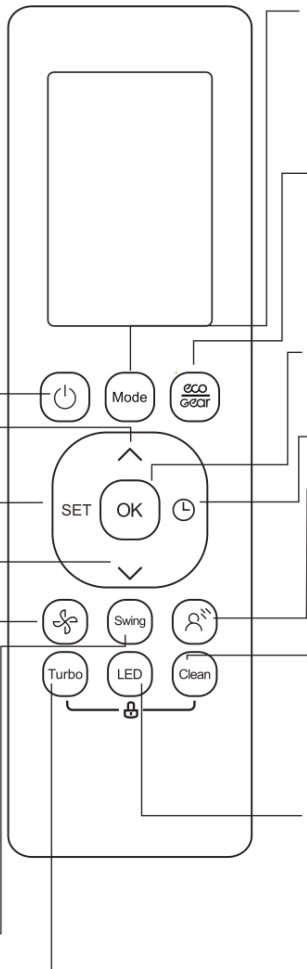 Mode
eco
Gear
SET
OK
Swing
Turbo
LED
Clean